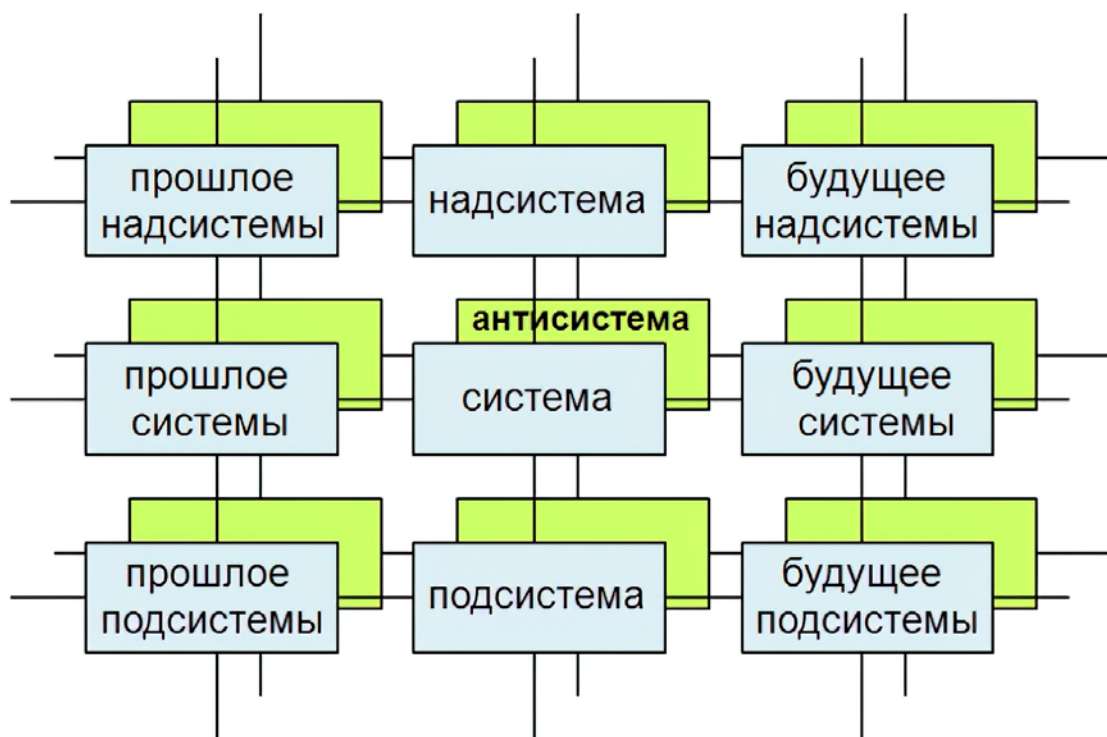 прошлое
надсистемы
надсистема
будущее
надсистемы
антисистема
прошлое
системы
система
будущее
системы
прошлое
подсистемы
подсистема
будущее
подсистемы